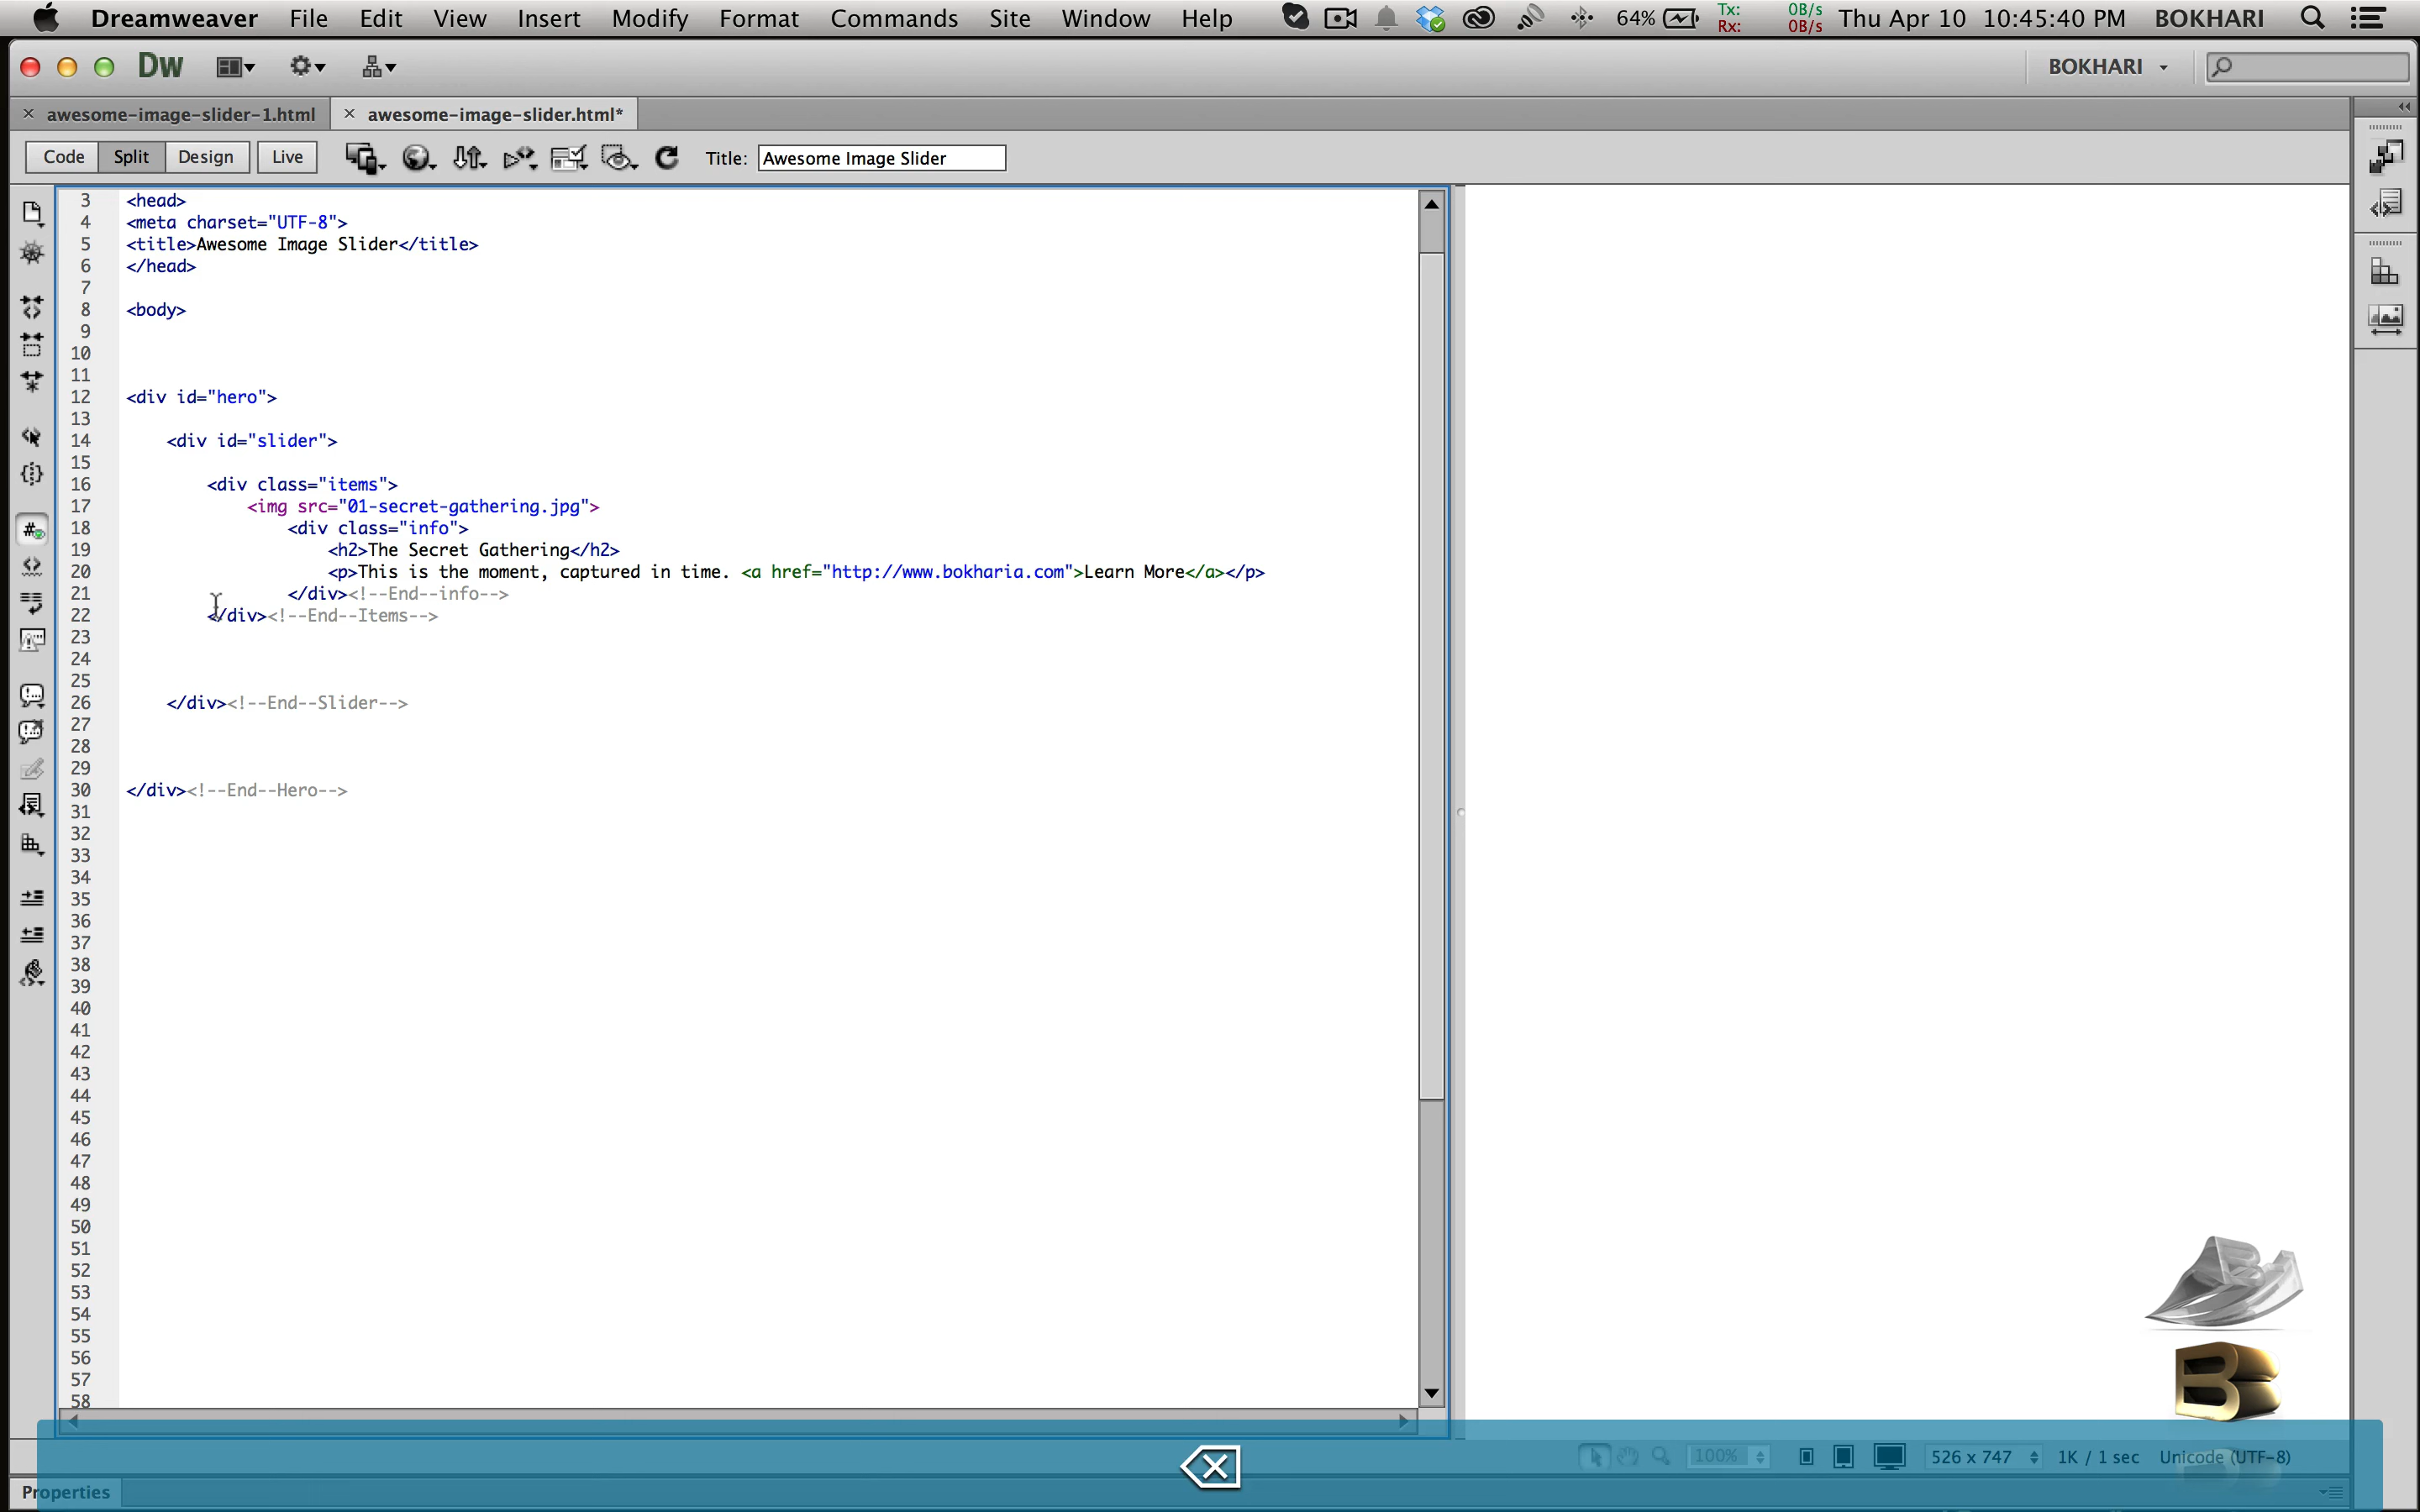 Dreamweaver File Edit View Insert Modify Format Commands Site Window Help 64% Tx: 0B/s Rx: 0B/s Thu Apr 10 10:45:40 PM BOKHARI
Dw BOKHARI
awesome-image-slider-1.html awesome-image-slider.html*
Code Split Design Live Title: Awesome Image Slider
3 <head>
4 <meta charset="UTF-8">
5 <title>Awesome Image Slider</title>
6 </head>
7
8 <body>
9
10
11
12 <div id="hero">
13
14 <div id="slider">
15
16 <div class="items">
17 <img src="01-secret-gathering.jpg">
18 <div class="info">
19 <h2>The Secret Gathering</h2>
20 <p>This is the moment, captured in time. <a href="http://www.bokharia.com">Learn More</a></p>
21 </div><!--End--info-->
22 </div><!--End--Items-->
23
24
25
26 </div><!--End--Slider-->
27
28
29
30 </div><!--End--Hero-->
31
32
33
34
35
36
37
38
39
40
41
42
43
44
45
46
47
48
49
50
51
52
53
54
55
56
57
58
B
100% 526 x 747 1K / 1 sec Unicode (UTF-8)
Properties